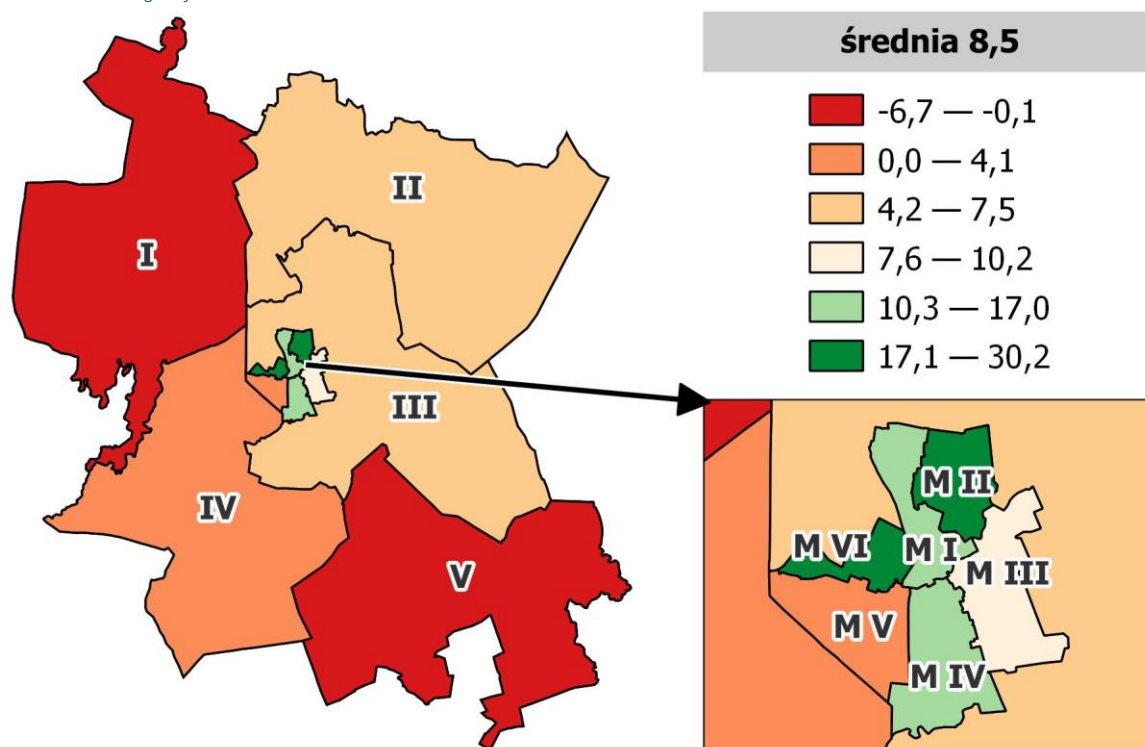 średnia 8,5
-6,7 — -0,1
0,0 — 4,1
4,2 — 7,5
7,6 — 10,2
10,3 — 17,0
17,1 — 30,2
I
II
III
IV
V
M II
M VI
M I
M III
M V
M IV